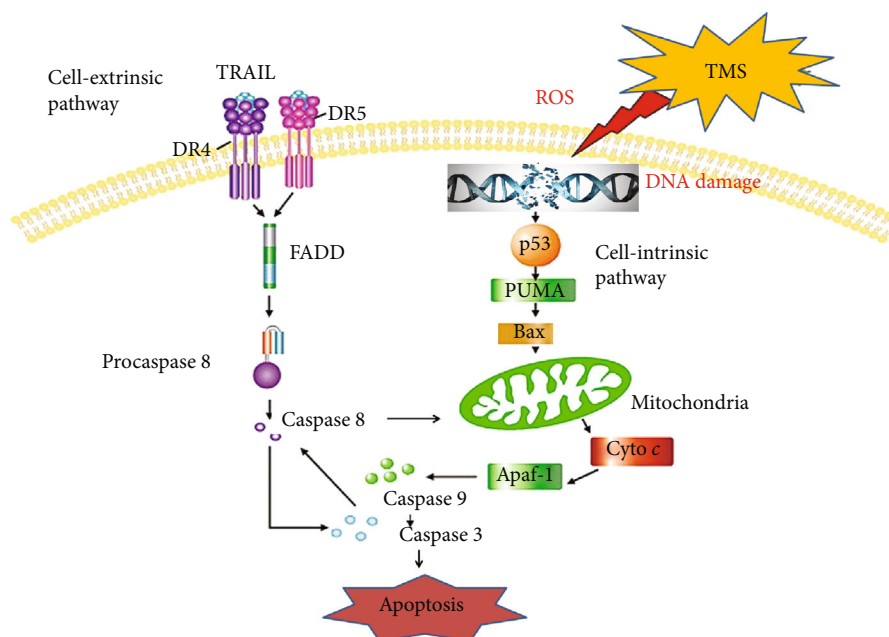 Cell-extrinsic
pathway
TRAIL
DR4
DR5
ROS
TMS
DNA damage
FADD
p53
Cell-intrinsic
pathway
PUMA
Bax
Procaspase 8
Mitochondria
Caspase 8
Cyto c
Apaf-1
Caspase 9
Caspase 3
Apoptosis